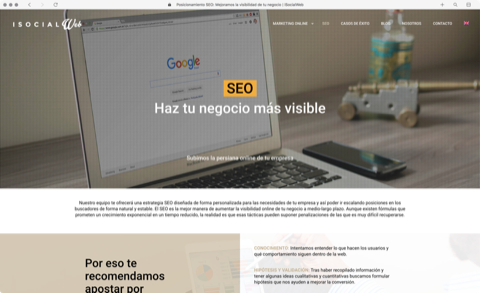 Posicionamiento SEO: Mejoramos la visibilidad de tu negocio | iSocialWeb
ISOCIAL Web
MARKETING ONLINE SEO CASOS DE ÉXITO BLOG NOSOTROS CONTACTO
Google
SEO
Haz tu negocio más visible
Subimos la persiana online de tu empresa
Nuestro equipo te ofrecerá una estrategia SEO diseñada de forma personalizada para las necesidades de tu empresa y así poder ir escalando posiciones en los
buscadores de forma natural y estable. El SEO es la mejor manera de aumentar la visibilidad online de tu negocio a medio-largo plazo. Aunque existen fórmulas que
prometen un crecimiento exponencial en un tiempo reducido, la realidad es que esas tácticas pueden suponer penalizaciones de las que es muy difícil recuperarse.
Por eso te
recomendamos
apostar por
CONOCIMIENTO: Intentamos entender lo que hacen los usuarios y
qué comportamiento siguen dentro de la web.
HIPÓTESIS Y VALIDACIÓN: Tras haber recopilado información y
tener algunas ideas cualitativas y cuantitativas buscamos formular
hipótesis que nos ayuden a mejorar la conversión.